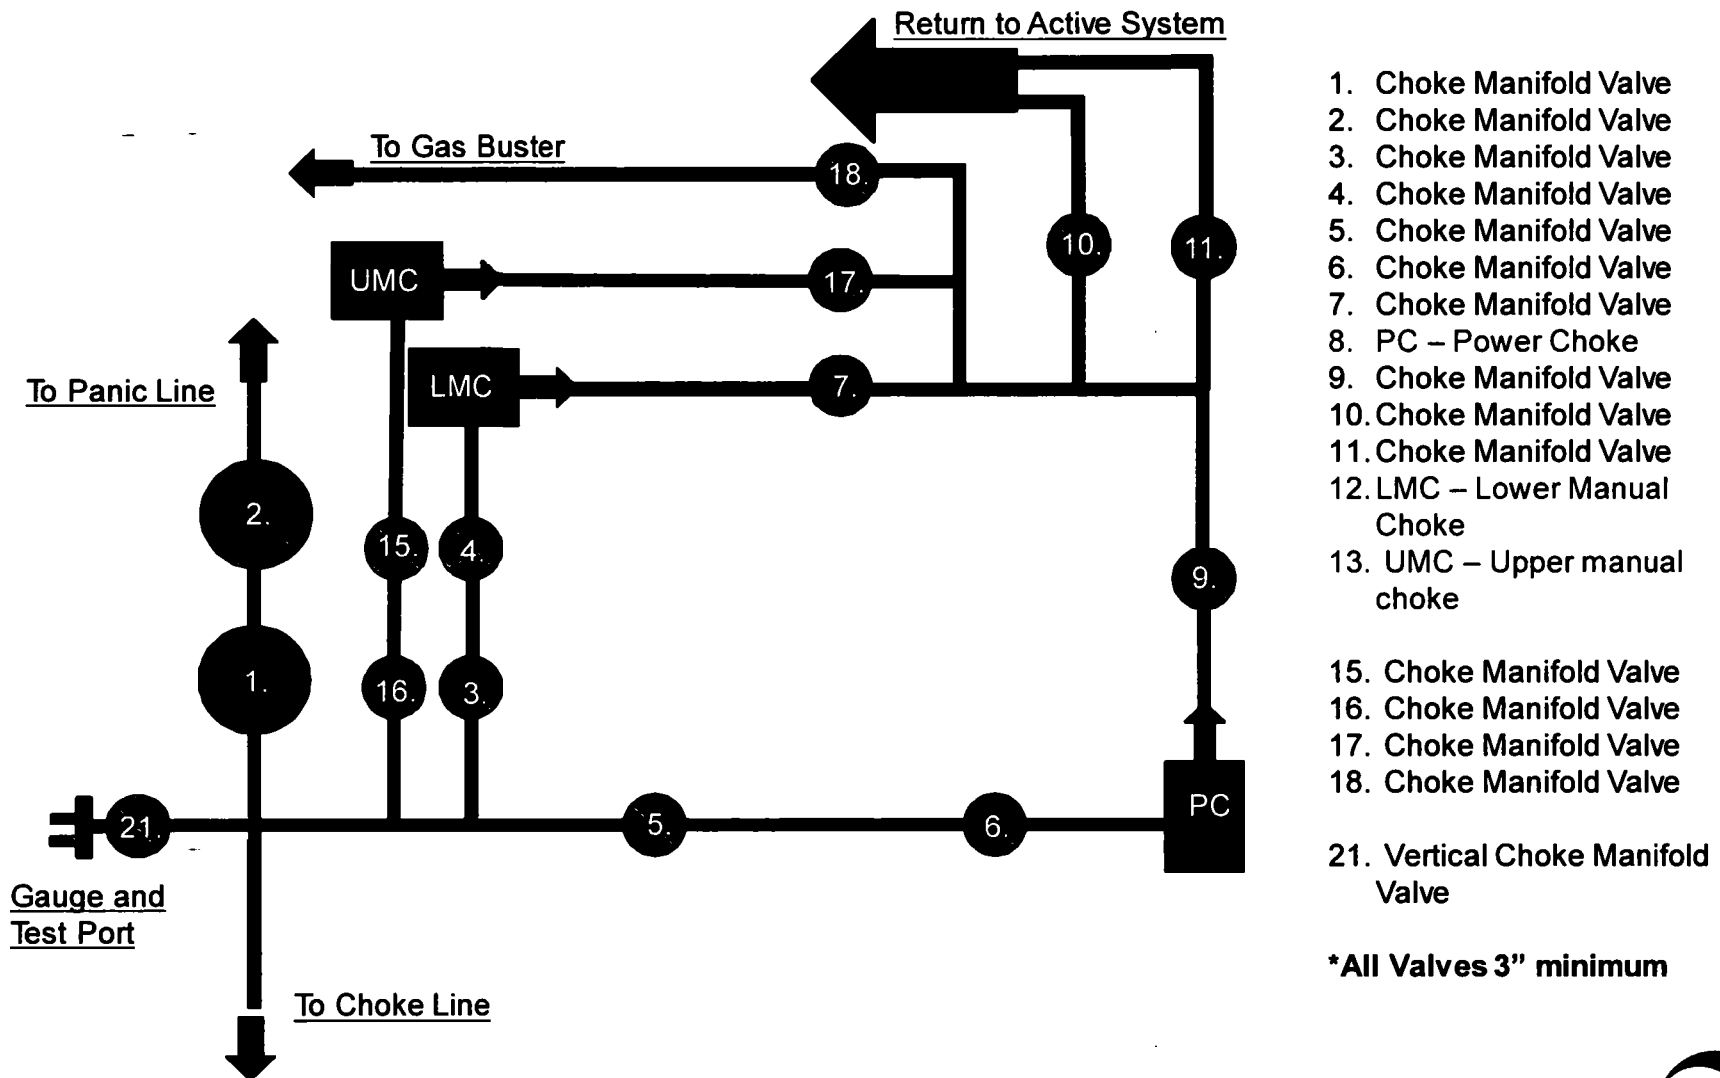 Return to Active System
To Gas Buster
18.
10.
11.
UMC
17.
LMC
7.
To Panic Line
2.
15.
4.
9.
1.
16.
3.
PC
21.
5.
6.
Gauge and
Test Port
To Choke Line
1. Choke Manifold Valve
2. Choke Manifold Valve
3. Choke Manifold Valve
4. Choke Manifold Valve
5. Choke Manifold Valve
6. Choke Manifold Valve
7. Choke Manifold Valve
8. PC – Power Choke
9. Choke Manifold Valve
10. Choke Manifold Valve
11. Choke Manifold Valve
12. LMC – Lower Manual
Choke
13. UMC – Upper manual
choke
15. Choke Manifold Valve
16. Choke Manifold Valve
17. Choke Manifold Valve
18. Choke Manifold Valve
21. Vertical Choke Manifold
Valve
*All Valves 3" minimum